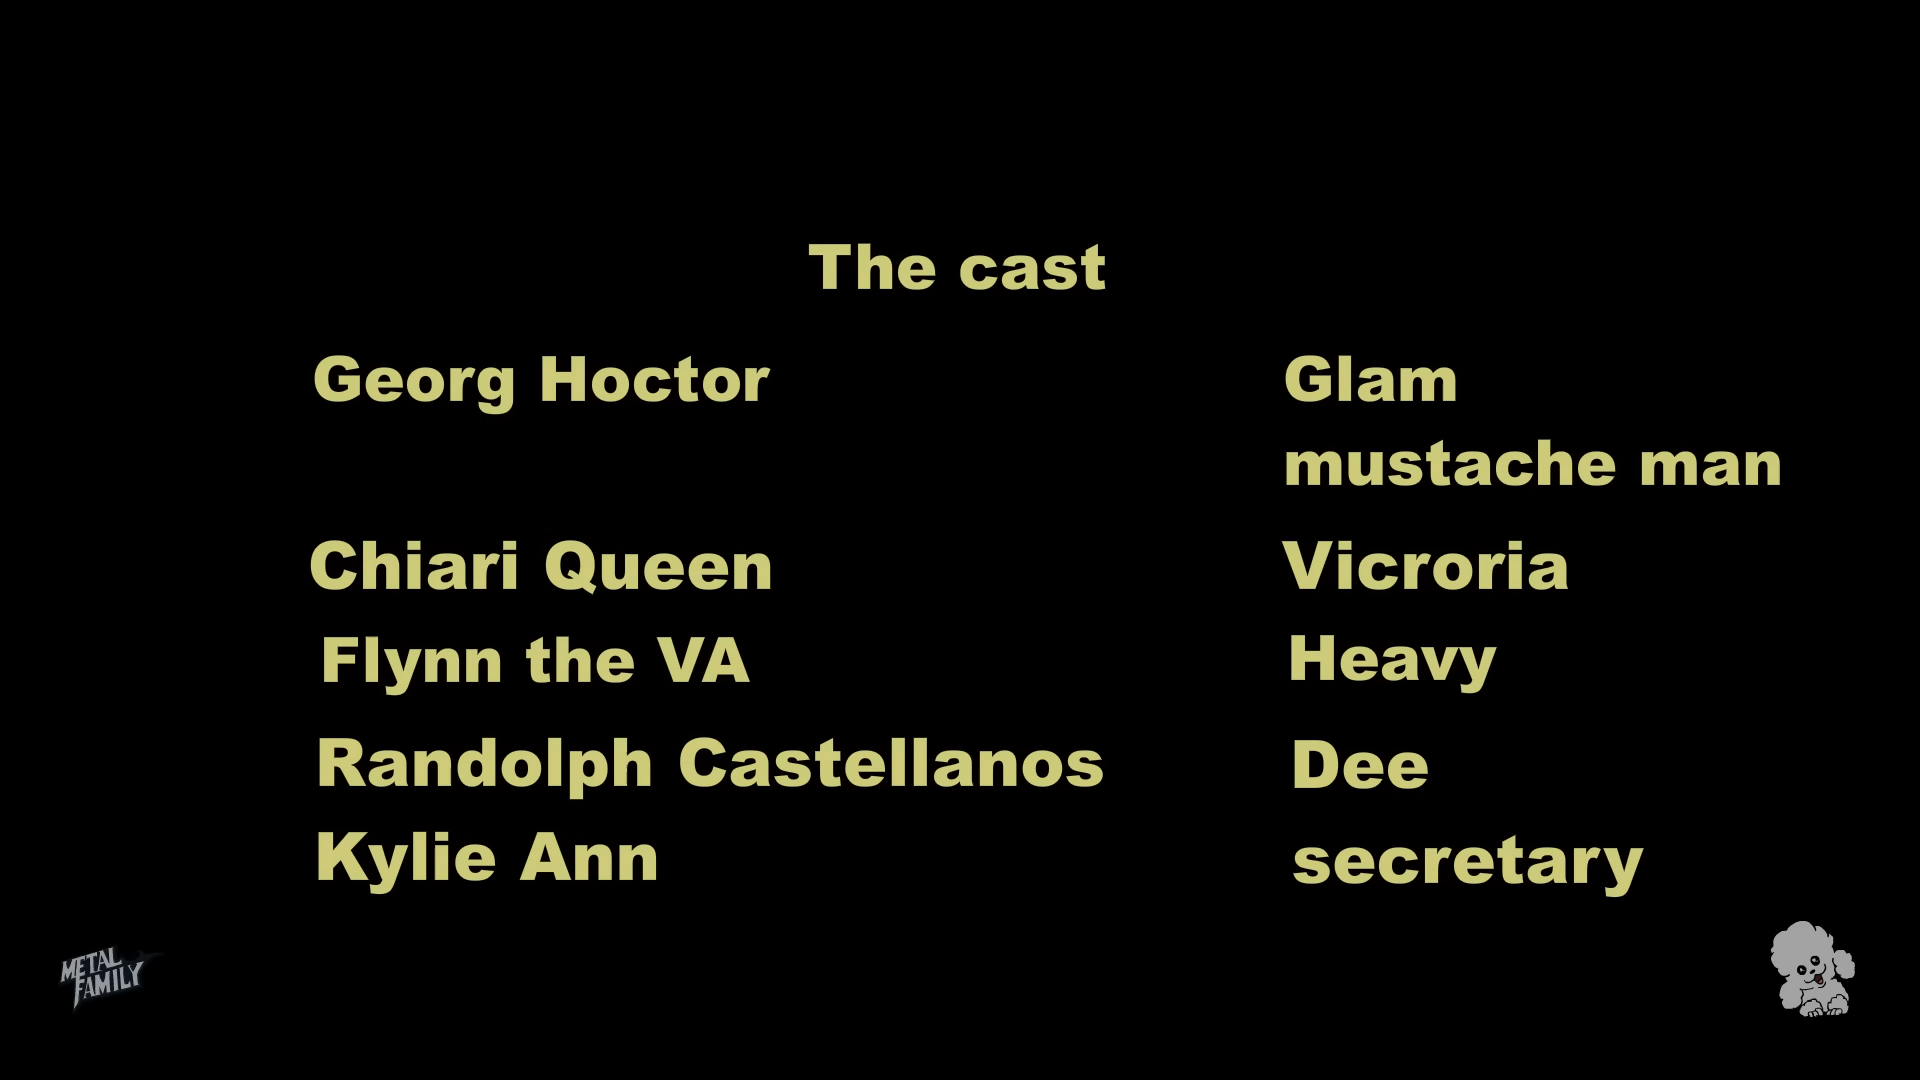 The cast
Georg Hoctor Glam
mustache man
Chiari Queen Vicroria
Flynn the VA Heavy
Randolph Castellanos Dee
Kylie Ann secretary
METAL
FAMILY